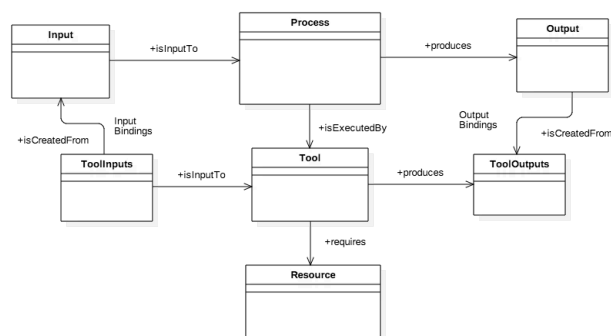 Process
Input
Output
+isInputTo
+produces
Input
Bindings
Output
Bindings
+isCreatedFrom
+isExecutedBy
+isCreatedFrom
ToolInputs
Tool
ToolOutputs
+isInputTo
+produces
+requires
Resource